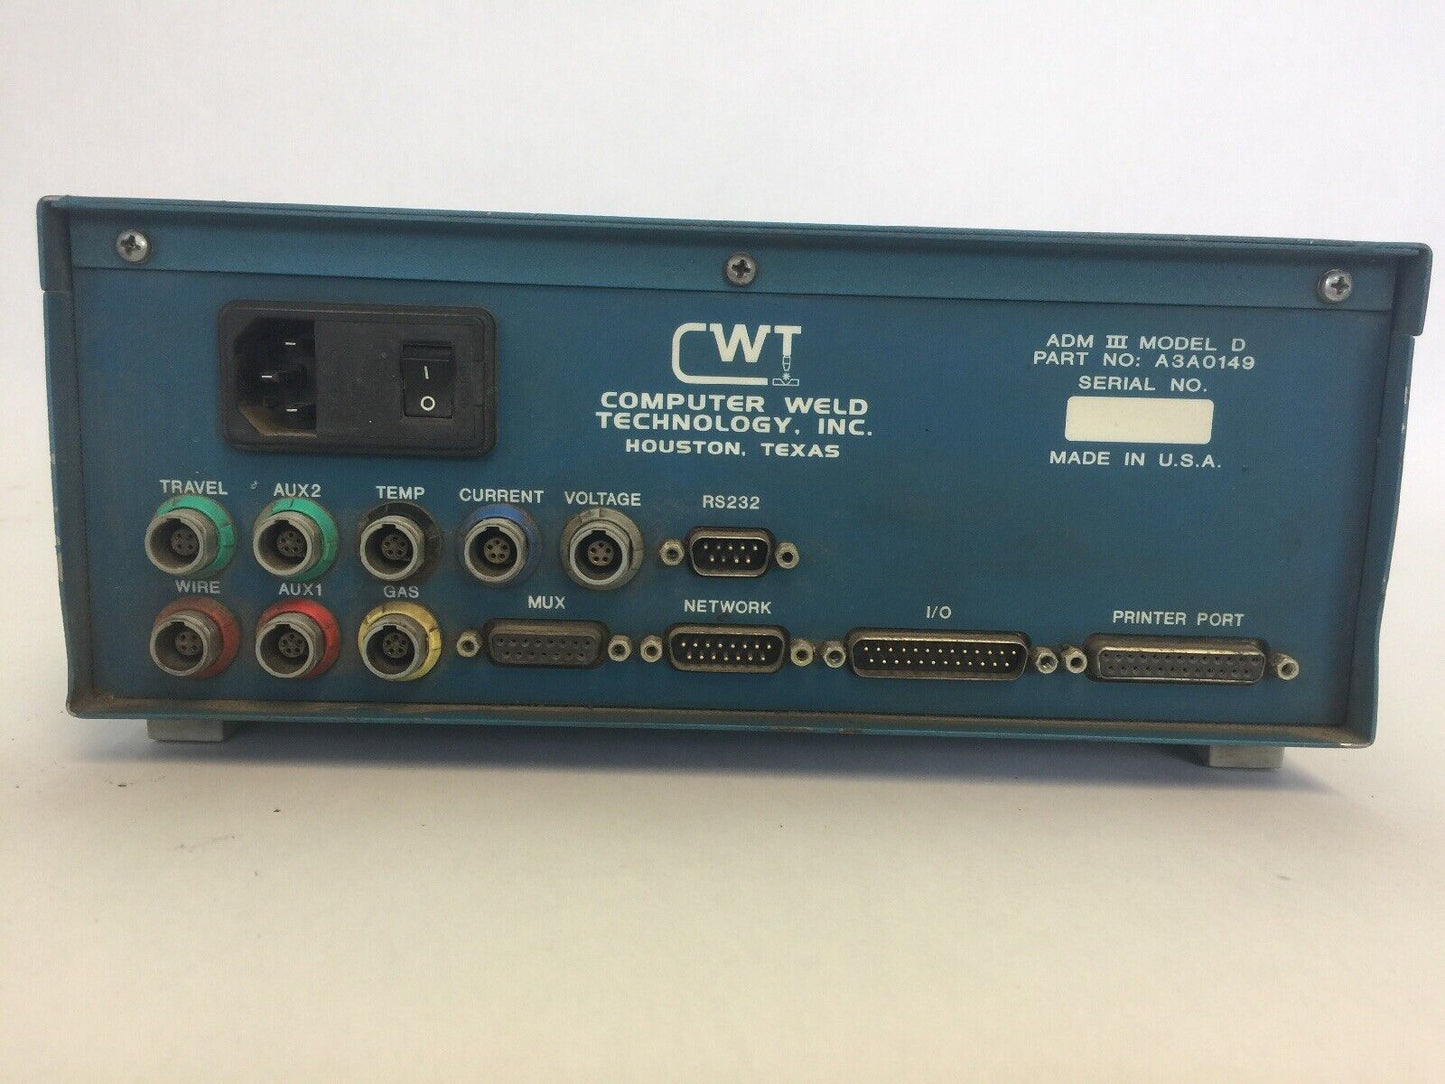 CWT
COMPUTER WELD
TECHNOLOGY, INC.
HOUSTON, TEXAS
ADM III MODEL D
PART NO: A3A0149
SERIAL NO.
MADE IN U.S.A.
I
O
TRAVEL
AUX2
TEMP
CURRENT
VOLTAGE
RS232
WIRE
AUX1
GAS
MUX
NETWORK
I/O
PRINTER PORT